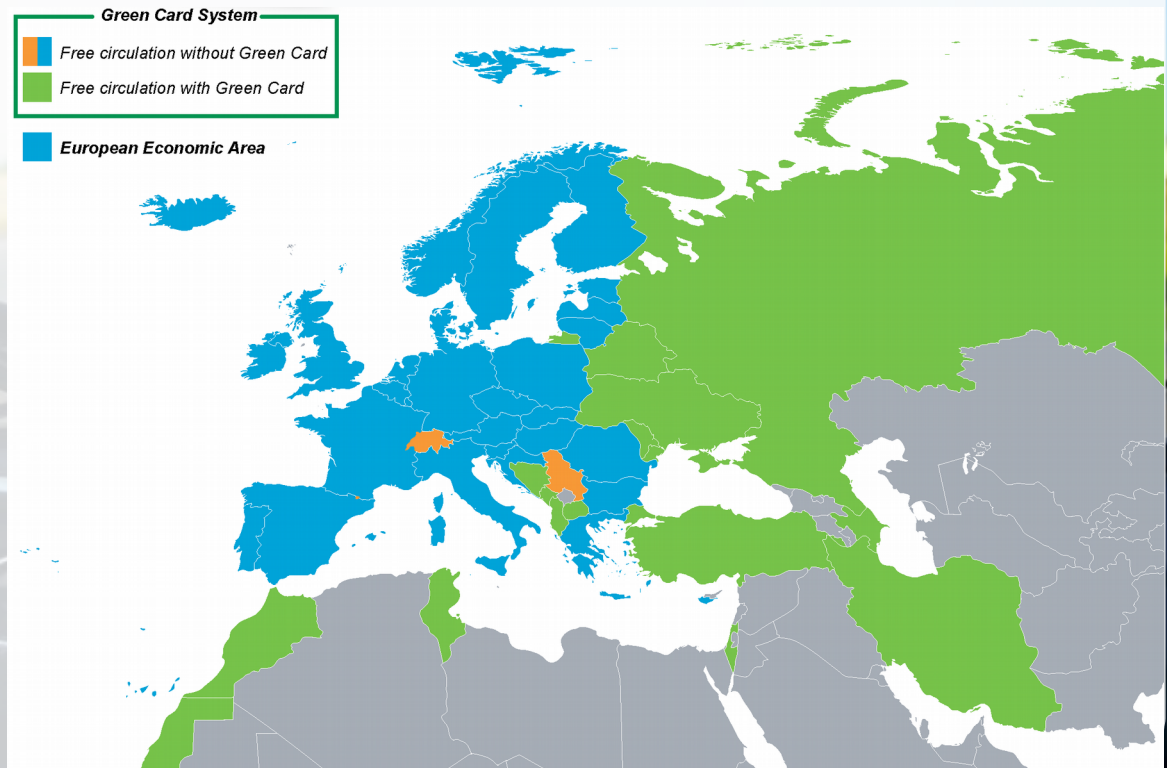 Green Card System
Free circulation without Green Card
Free circulation with Green Card
European Economic Area